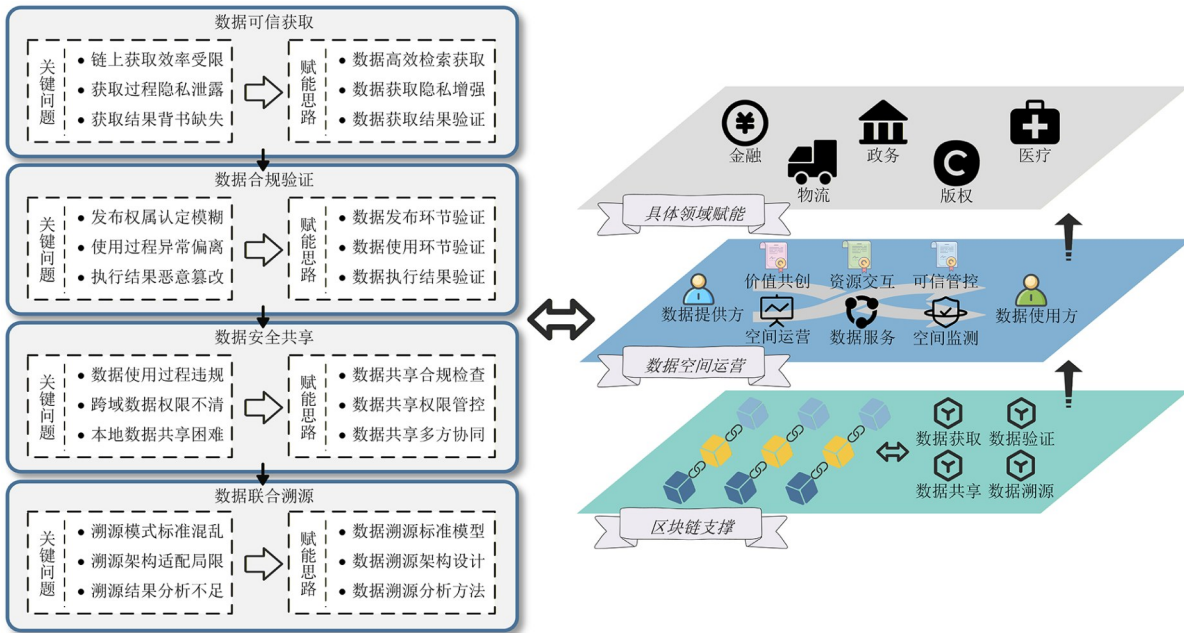 数据可信获取
关键问题
• 链上获取效率受限
• 获取过程隐私泄露
• 获取结果背书缺失
赋能思路
• 数据高效检索获取
• 数据获取隐私增强
• 数据获取结果验证
数据合规验证
关键问题
• 发布权属认定模糊
• 使用过程异常偏离
• 执行结果恶意篡改
赋能思路
• 数据发布环节验证
• 数据使用环节验证
• 数据执行结果验证
数据安全共享
关键问题
• 数据使用过程违规
• 跨域数据权限不清
• 本地数据共享困难
赋能思路
• 数据共享合规检查
• 数据共享权限管控
• 数据共享多方协同
数据联合溯源
关键问题
• 溯源模式标准混乱
• 溯源架构适配局限
• 溯源结果分析不足
赋能思路
• 数据溯源标准模型
• 数据溯源架构设计
• 数据溯源分析方法
金融
政务
医疗
物流
版权
具体领域赋能
价值共创
资源交互
可信管控
数据提供方
数据使用方
空间运营
数据服务
空间监测
数据空间运营
数据获取
数据验证
数据共享
数据溯源
区块链支撑